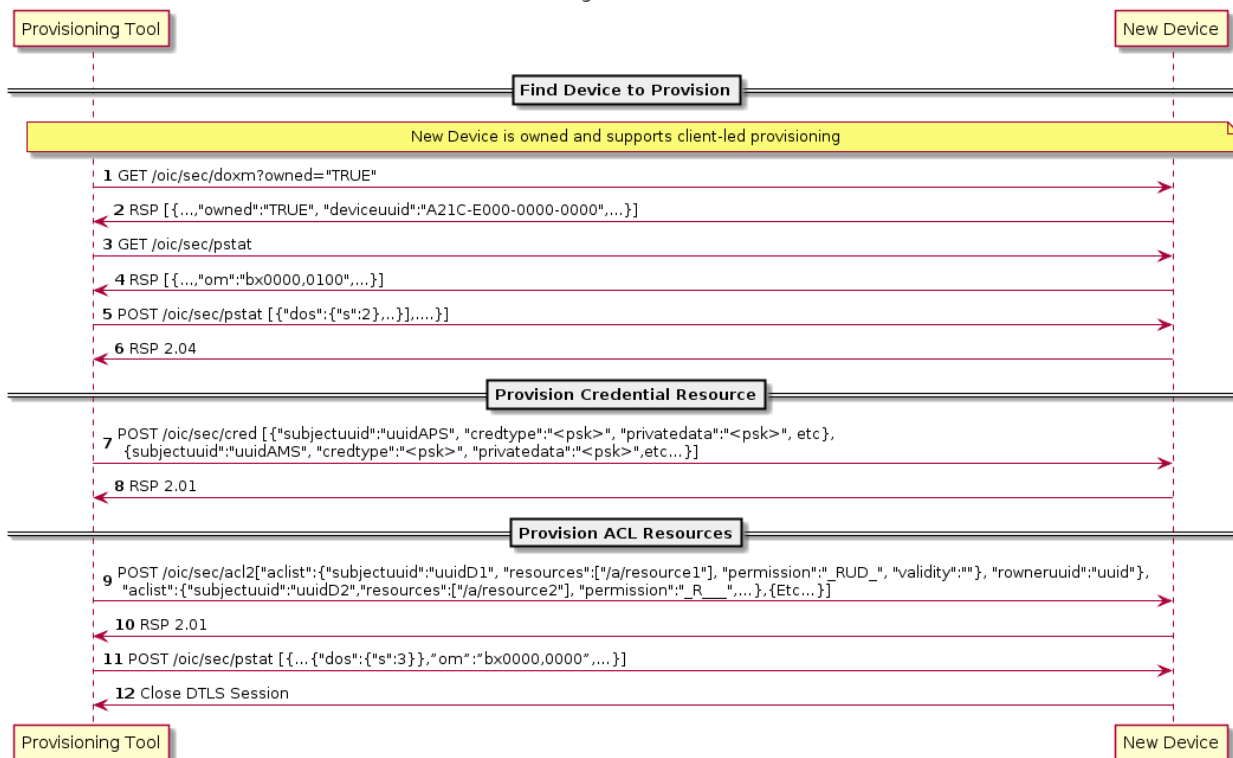 Provisioning Tool
New Device
Find Device to Provision
New Device is owned and supports client-led provisioning
1 GET /oic/sec/doxm?owned="TRUE"
2 RSP [{...,"owned":"TRUE", "deviceuuid":"A21C-E000-0000-0000",...}]
3 GET /oic/sec/pstat
4 RSP [{...,"om":"bx0000,0100",...}]
5 POST /oic/sec/pstat [{"dos":{"s":2},..}],....}]
6 RSP 2.04
Provision Credential Resource
7 POST /oic/sec/cred [{"subjectuuid":"uuidAPS", "credtype":"<psk>", "privatedata":"<psk>", etc},
{subjectuuid":"uuidAMS", "credtype":"<psk>", "privatedata":"<psk>",etc...}]
8 RSP 2.01
Provision ACL Resources
9 POST /oic/sec/acl2["aclist":{"subjectuuid":"uuidD1", "resources":["/a/resource1"], "permission":"_RUD_", "validity":""}, "rowneruuid":"uuid"},
"aclist":{"subjectuuid":"uuidD2","resources":["/a/resource2"], "permission":"_R___",...},{Etc...}]
10 RSP 2.01
11 POST /oic/sec/pstat [{...{"dos":{"s":3}},”om”:”bx0000,0000”,...}]
12 Close DTLS Session
Provisioning Tool
New Device